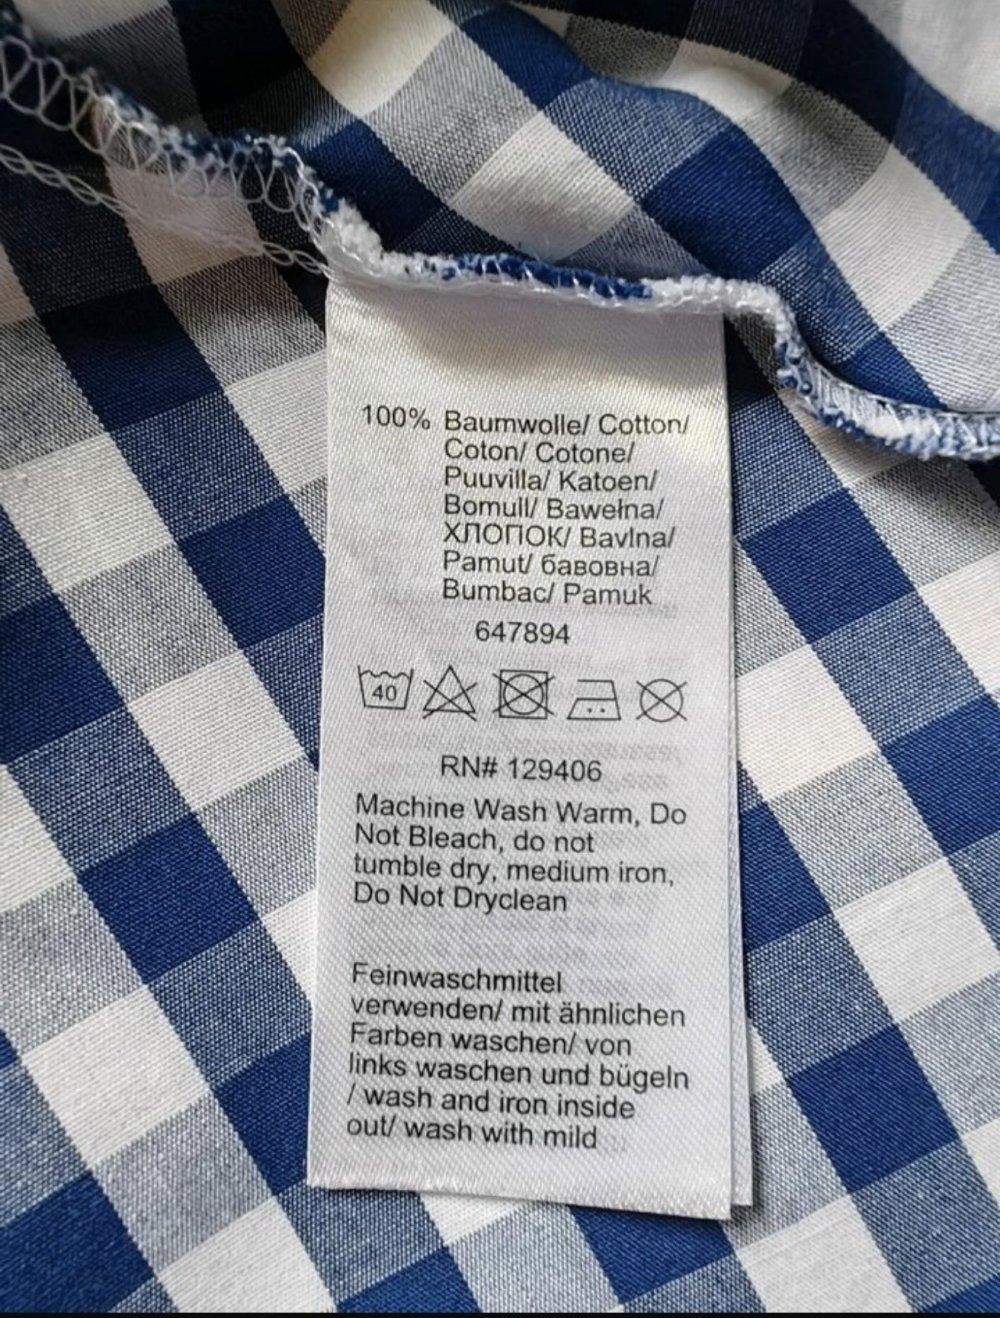 100% Baumwolle/ Cotton/
Coton/ Cotone/
Puuvilla/ Katoen/
Bomull/ Bawełna/
ХЛОПОК/ Bavlna/
Pamut/ бавовна/
Bumbac/ Pamuk
647894
40
RN# 129406
Machine Wash Warm, Do
Not Bleach, do not
tumble dry, medium iron,
Do Not Dryclean
Feinwaschmittel
verwenden/ mit ähnlichen
Farben waschen/ von
links waschen und bügeln
/ wash and iron inside
out/ wash with mild